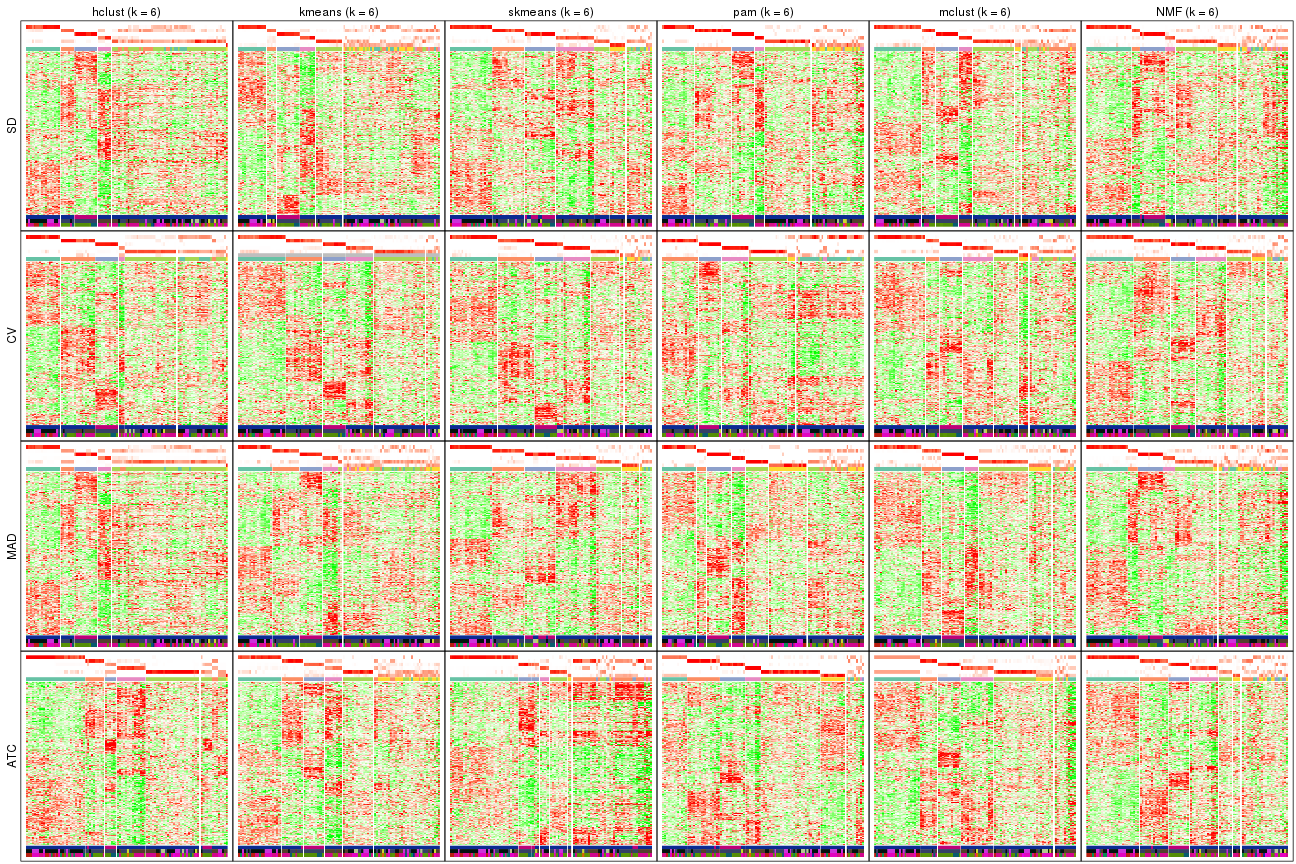 hclust (k = 6) kmeans (k = 6) skmeans (k = 6) pam (k = 6) mclust (k = 6) NMF (k = 6)
SD
CV
MAD
ATC